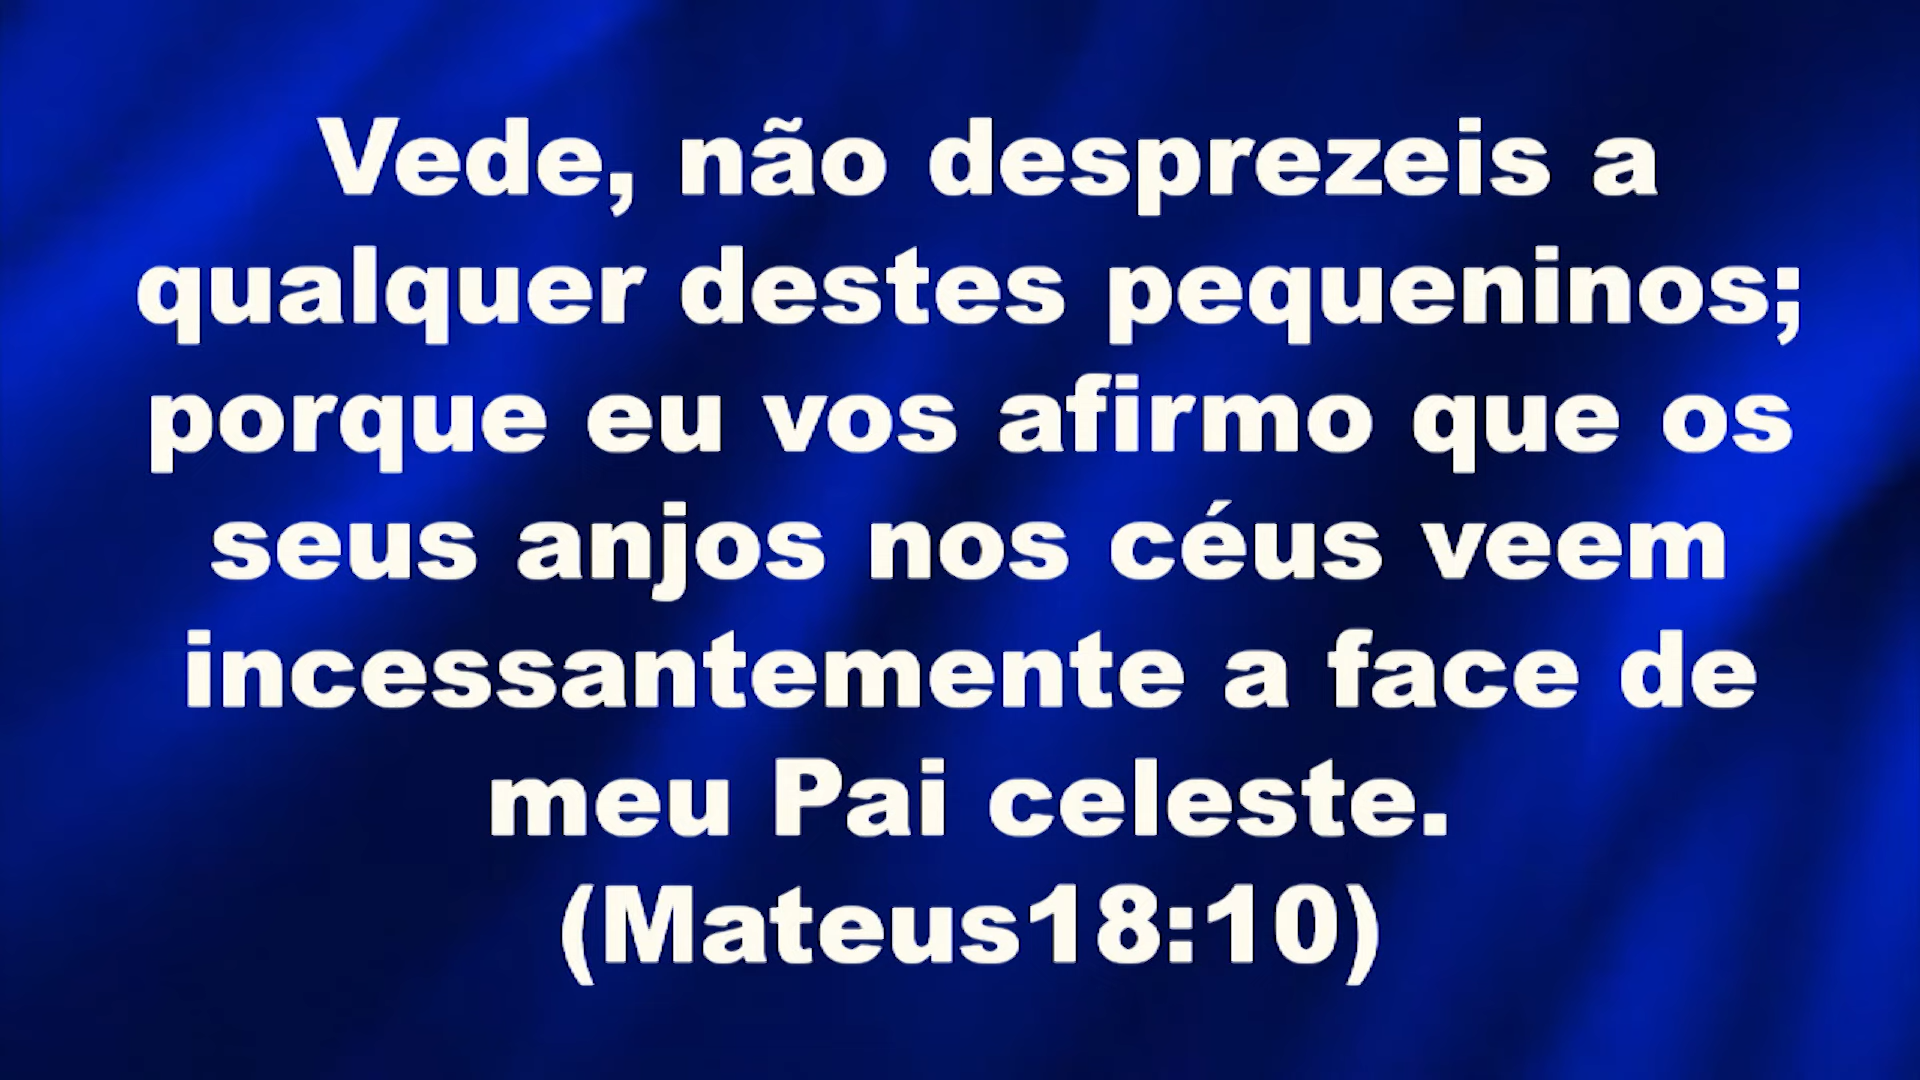 Vede, não desprezeis a
qualquer destes pequeninos;
porque eu vos afirmo que os
seus anjos nos céus veem
incessantemente a face de
meu Pai celeste.
(Mateus18:10)